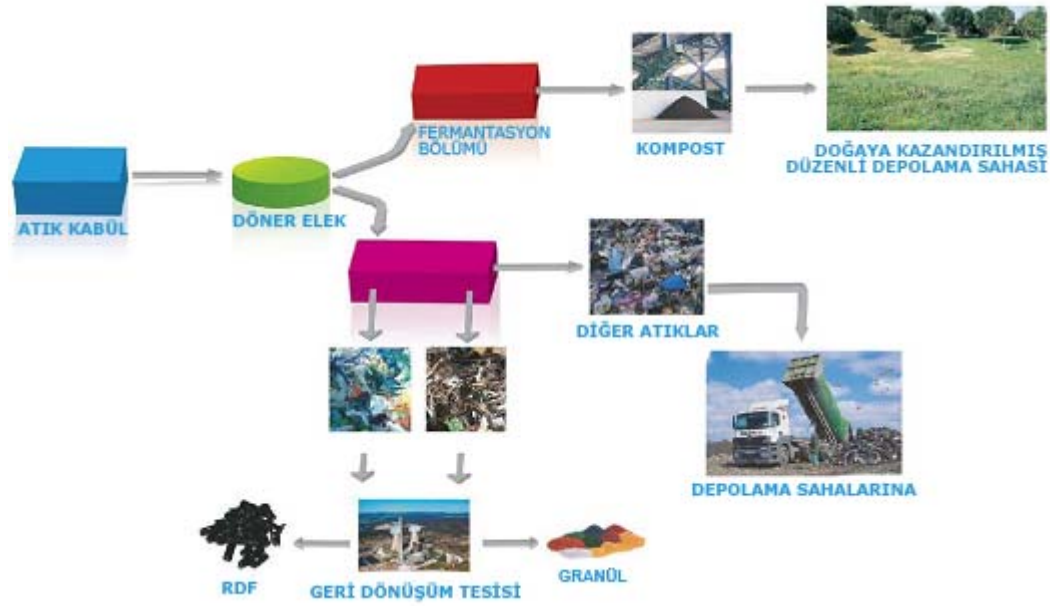 FERMANTASYON
BÖLÜMÜ
KOMPOST
DOĞAYA KAZANDIRILMIŞ
DÜZENLİ DEPOLAMA SAHASİ
ATIK KABÜL
DÖNER ELEK
DİĞER ATIKLAR
DEPOLAMA SAHALARINA
RDF
GERİ DÖNÜŞÜM TESİSİ
GRANÜL